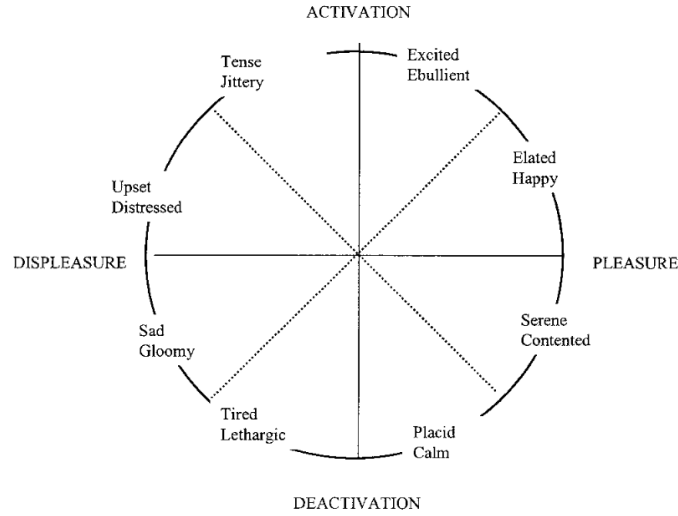 ACTIVATION
Tense
Jittery
Excited
Ebullient
Elated
Happy
Upset
Distressed
DISPLEASURE
PLEASURE
Serene
Contented
Sad
Gloomy
Tired
Lethargic
Placid
Calm
DEACTIVATION